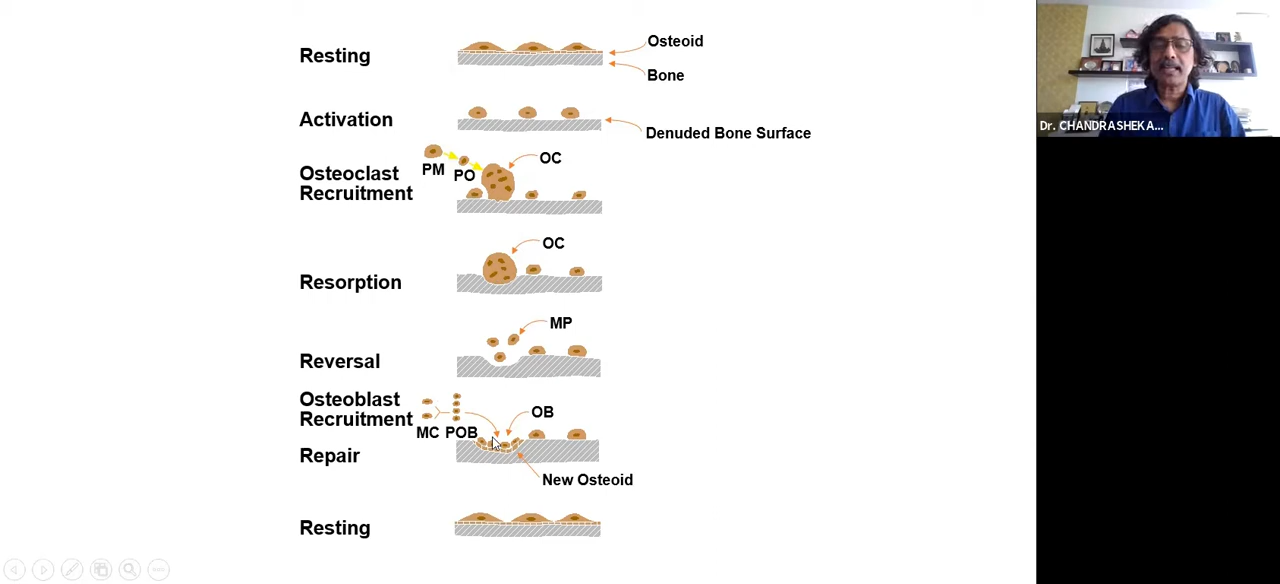 Resting
Osteoid
Bone
Activation
Denuded Bone Surface
Osteoclast
Recruitment
PM
PO
OC
Resorption
OC
Reversal
MP
Osteoblast
Recruitment
MC POB
OB
Repair
New Osteoid
Resting
Dr. CHANDRASHEKA...